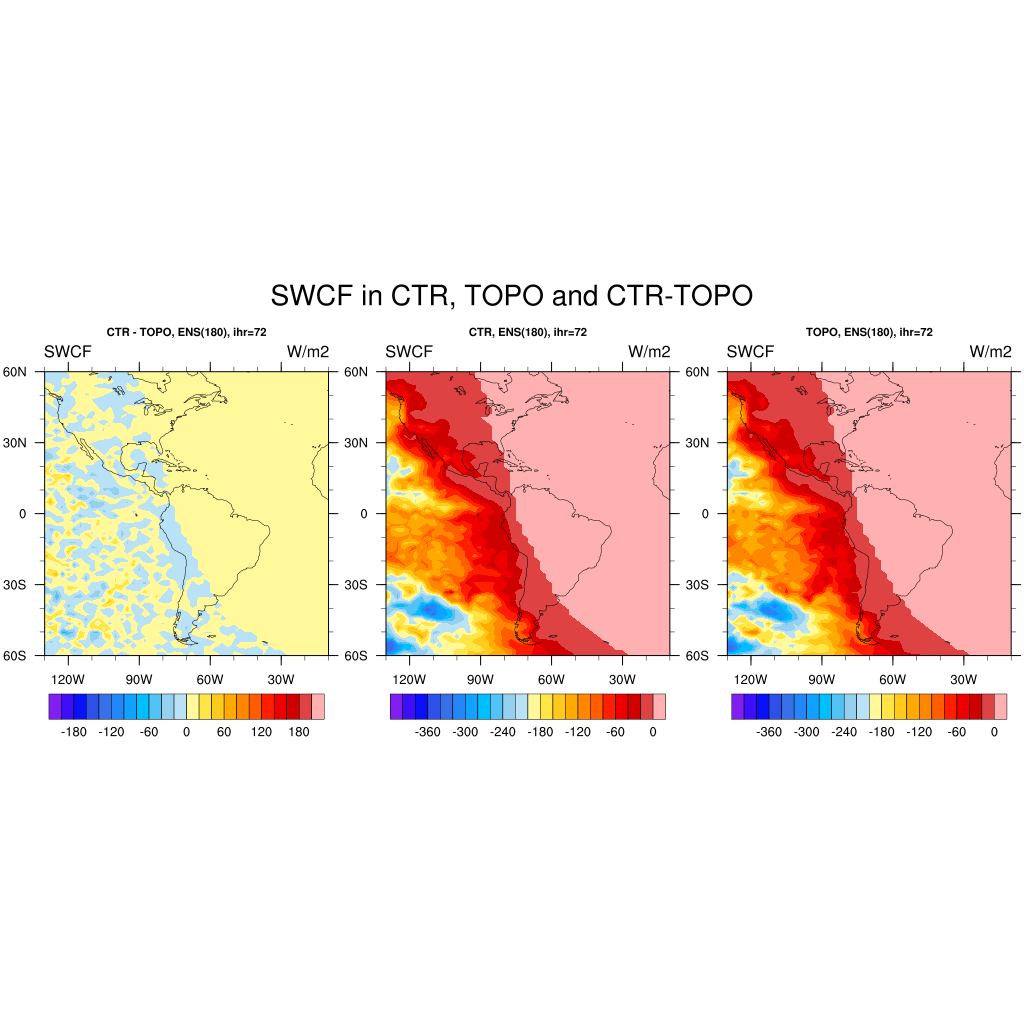 SWCF in CTR, TOPO and CTR-TOPO
CTR - TOPO, ENS(180), ihr=72
SWCF W/m2
60N
30N
0
30S
60S
120W 90W 60W 30W
-180 -120 -60 0 60 120 180
CTR, ENS(180), ihr=72
SWCF W/m2
60N
30N
0
30S
60S
120W 90W 60W 30W
-360 -300 -240 -180 -120 -60 0
TOPO, ENS(180), ihr=72
SWCF W/m2
60N
30N
0
30S
60S
120W 90W 60W 30W
-360 -300 -240 -180 -120 -60 0